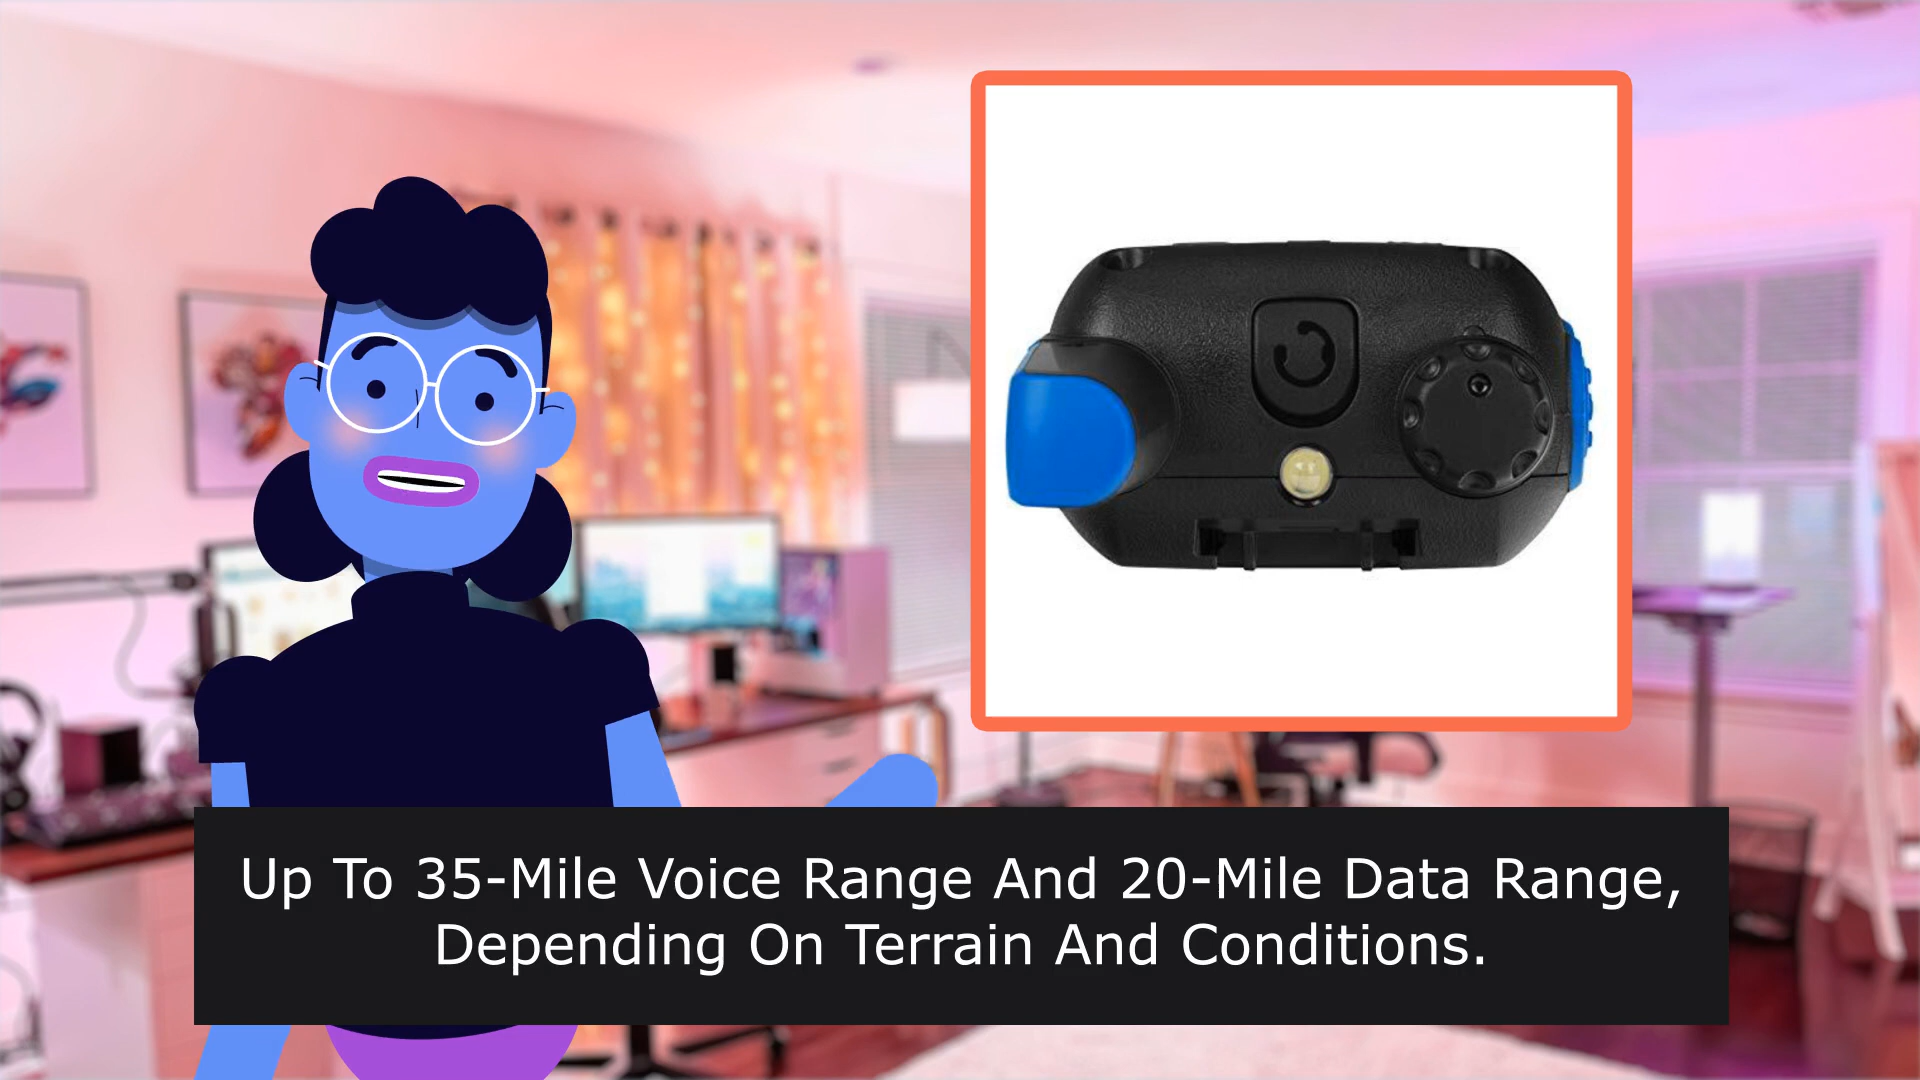 Up To 35-Mile Voice Range And 20-Mile Data Range,
Depending On Terrain And Conditions.